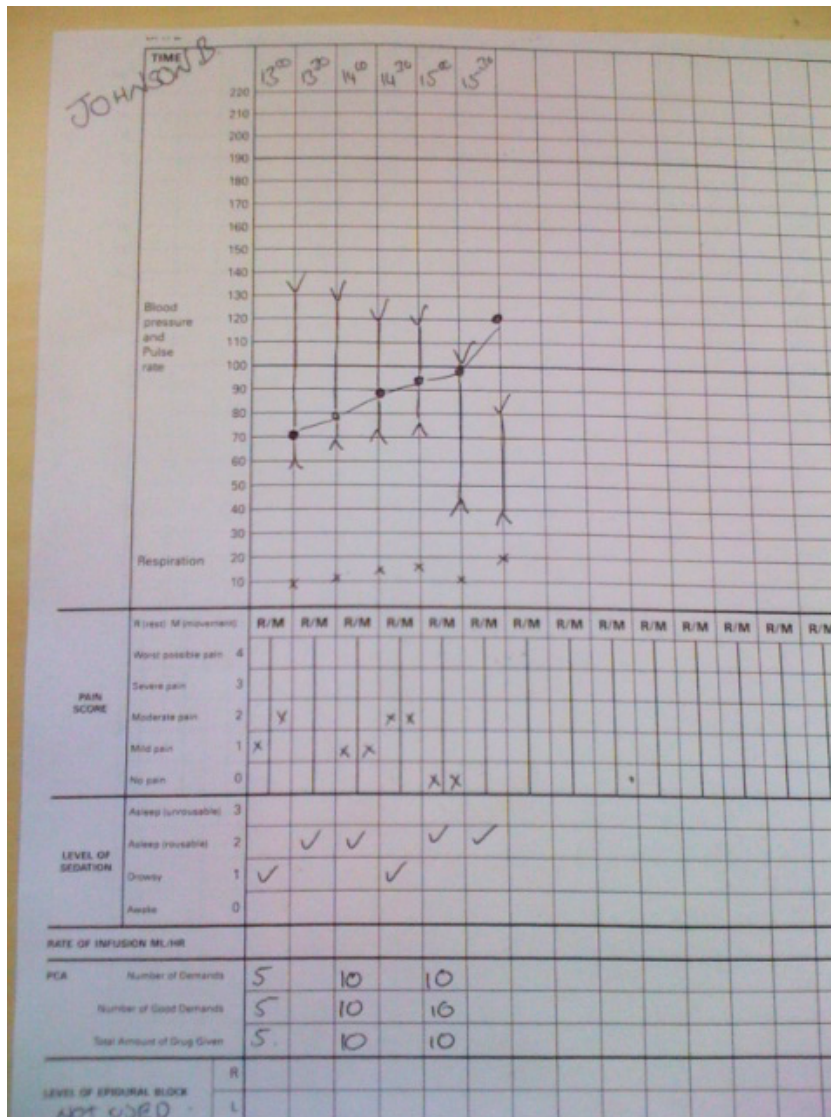 TIME 13⁰⁰ 13³⁰ 14⁰⁰ 14³⁰ 15⁰⁰ 15³⁰
JOHNSON B
220
210
200
190
180
170
160
150
140
130
Blood
pressure 120
and 110
Pulse
rate 100
90
80
70
60
50
40
30
Respiration 20
10
R (rest) M (movement) R/M R/M R/M R/M R/M R/M R/M R/M R/M R/M R/M R/M R/M R/M
Worst possible pain 4
PAIN SCORE
Severe pain 3
Moderate pain 2
Mild pain 1
No pain 0
LEVEL OF SEDATION
Asleep (unrousable) 3
Asleep (rousable) 2
Drowsy 1
Awake 0
RATE OF INFUSION ML/HR
PCA Number of Demands 5 10 10
Number of Good Demands 5 10 10
Total Amount of Drug Given 5 10 10
R
LEVEL OF EPIDURAL BLOCK
NOT USED L